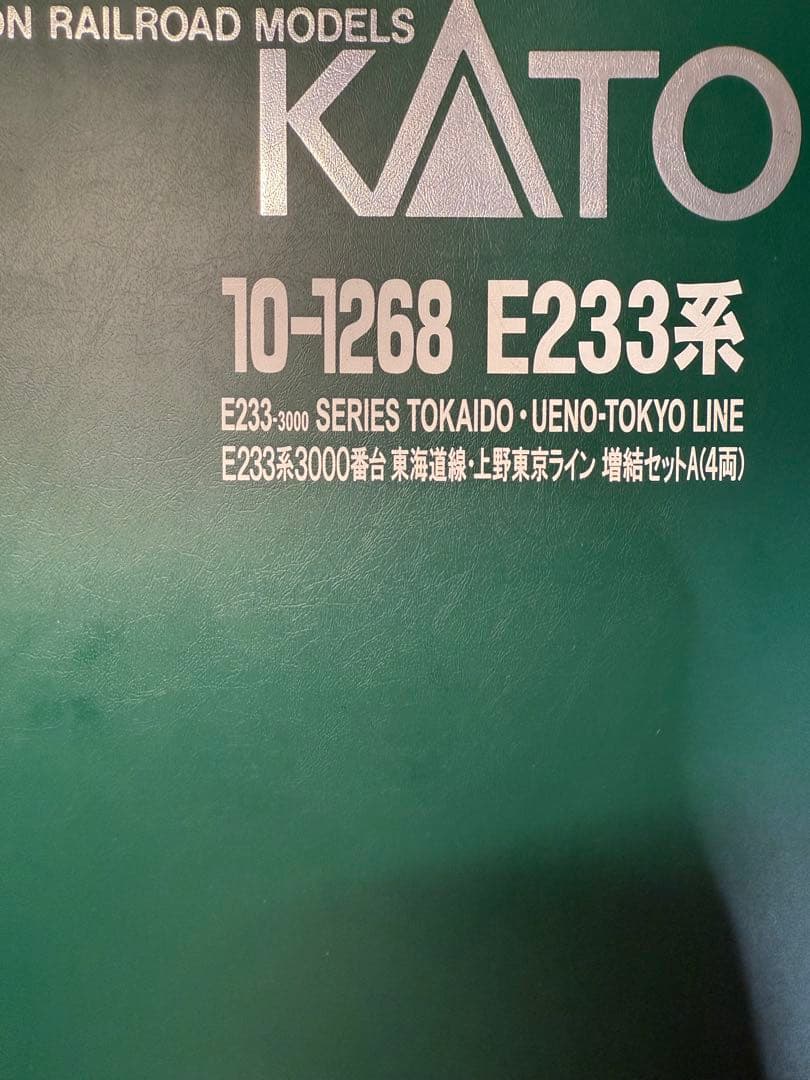 ON RAILROAD MODELS
KATO
10-1268 E233系
E233-3000 SERIES TOKAIDO・UENO-TOKYO LINE
E233系3000番台 東海道線・上野東京ライン 増結セットA(4両)